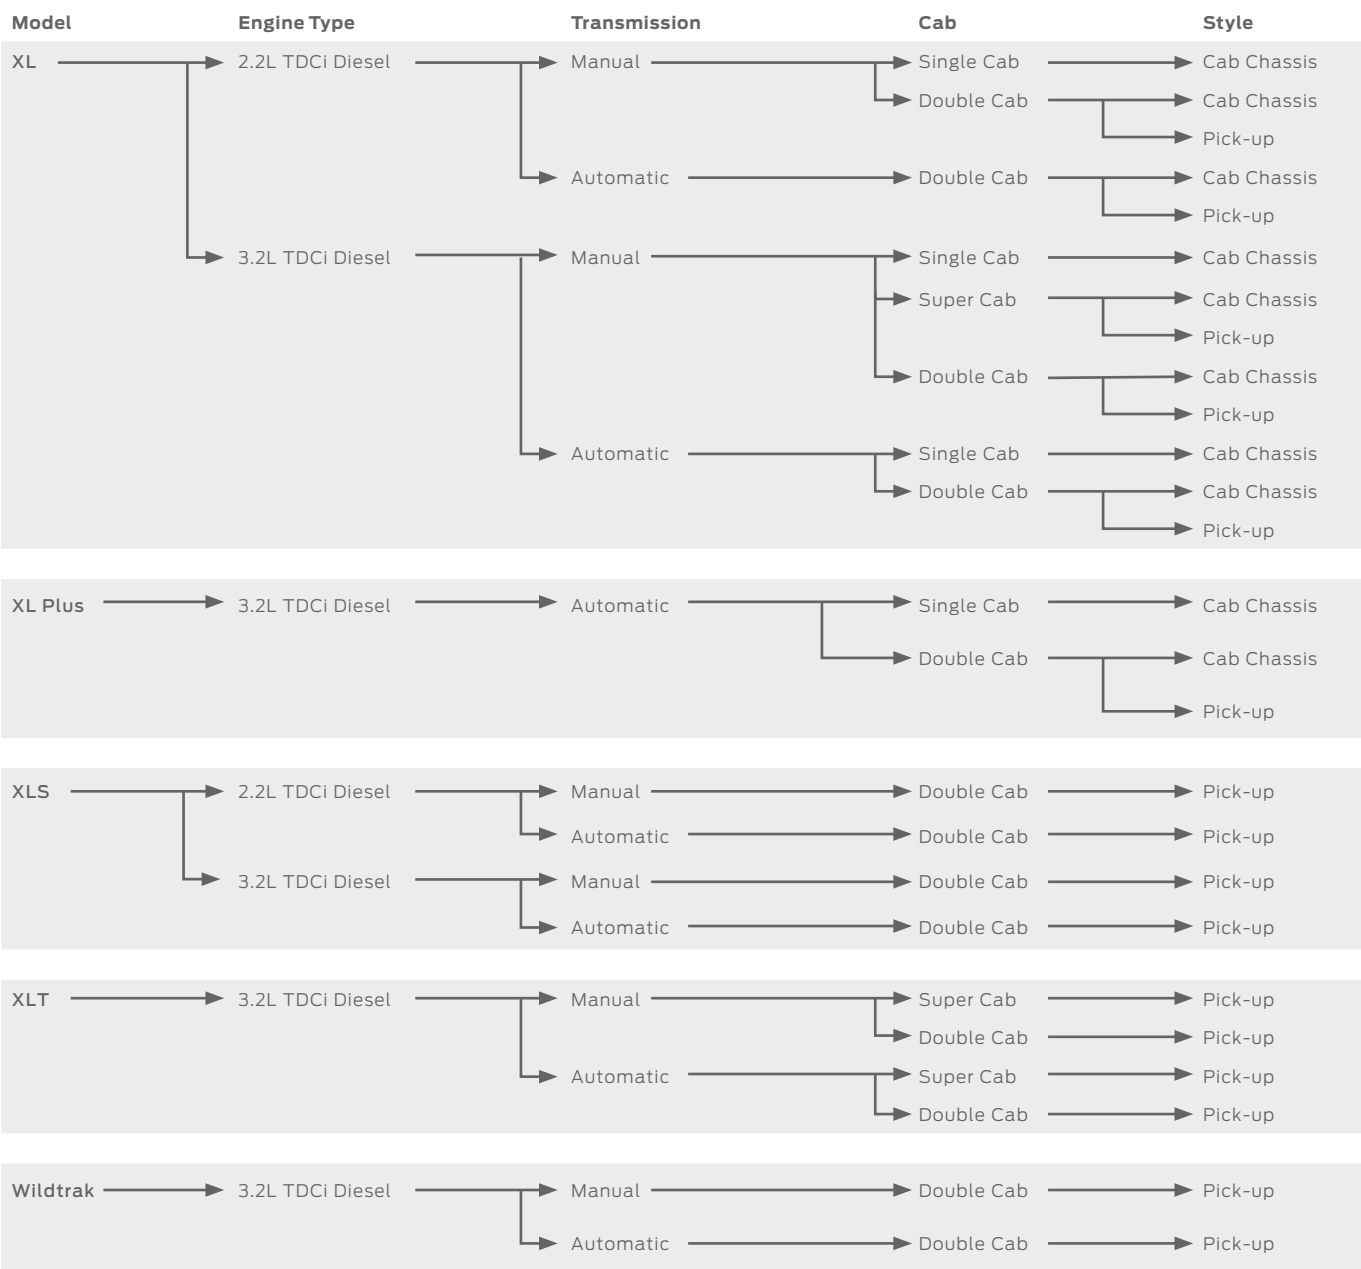 Model Engine Type Transmission Cab Style
XL 2.2L TDCi Diesel Manual Single Cab Cab Chassis
Double Cab Cab Chassis
Pick-up
Automatic Double Cab Cab Chassis
Pick-up
3.2L TDCi Diesel Manual Single Cab Cab Chassis
Super Cab Cab Chassis
Pick-up
Double Cab Cab Chassis
Pick-up
Automatic Single Cab Cab Chassis
Double Cab Cab Chassis
Pick-up
XL Plus 3.2L TDCi Diesel Automatic Single Cab Cab Chassis
Double Cab Cab Chassis
Pick-up
XLS 2.2L TDCi Diesel Manual Double Cab Pick-up
Automatic Double Cab Pick-up
3.2L TDCi Diesel Manual Double Cab Pick-up
Automatic Double Cab Pick-up
XLT 3.2L TDCi Diesel Manual Super Cab Pick-up
Double Cab Pick-up
Automatic Super Cab Pick-up
Double Cab Pick-up
Wildtrak 3.2L TDCi Diesel Manual Double Cab Pick-up
Automatic Double Cab Pick-up